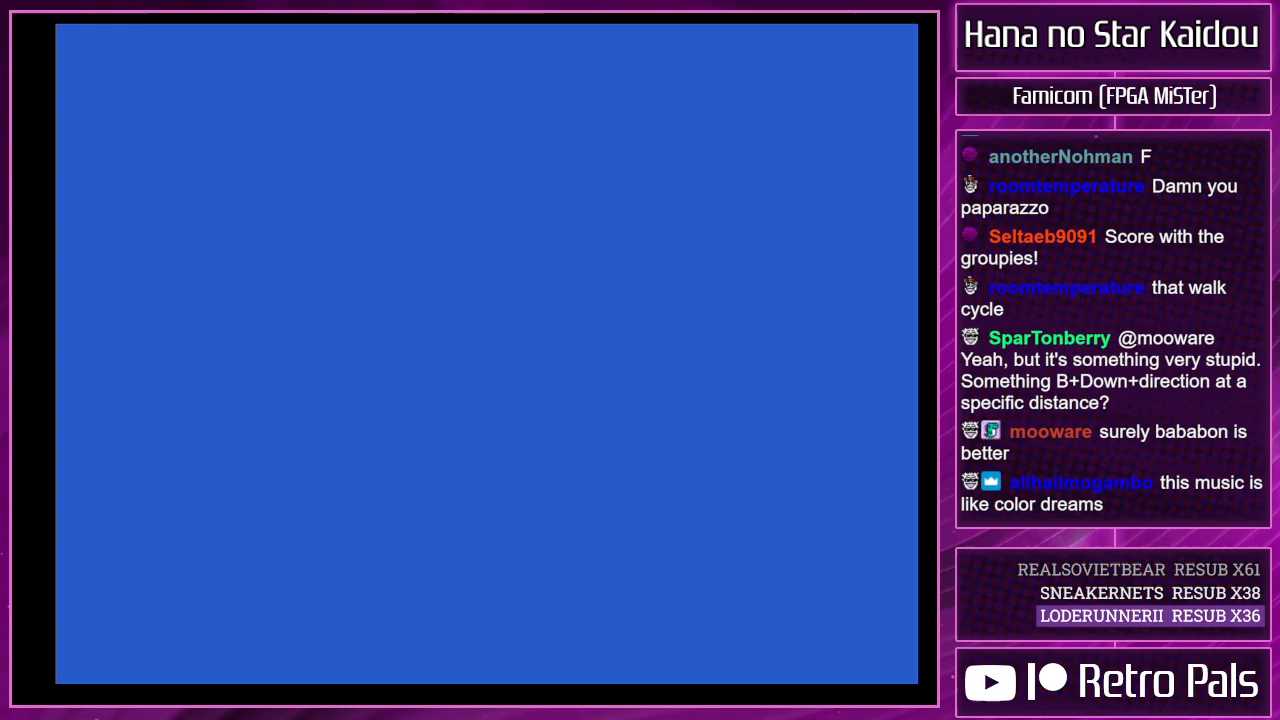 Hana no Star Kaidou
Famicom (FPGA MiSTer)
anotherNohman F
roomtemperature Damn you
paparazzo
Seltaeb9091 Score with the
groupies!
roomtemperature that walk
cycle
SparTonberry @mooware
Yeah, but it's something very stupid.
Something B+Down+direction at a
specific distance?
mooware surely bababon is
better
allhailmogambo this music is
like color dreams
REALSOVIETBEAR RESUB X61
SNEAKERNETS RESUB X38
LODERUNNERII RESUB X36
Retro Pals